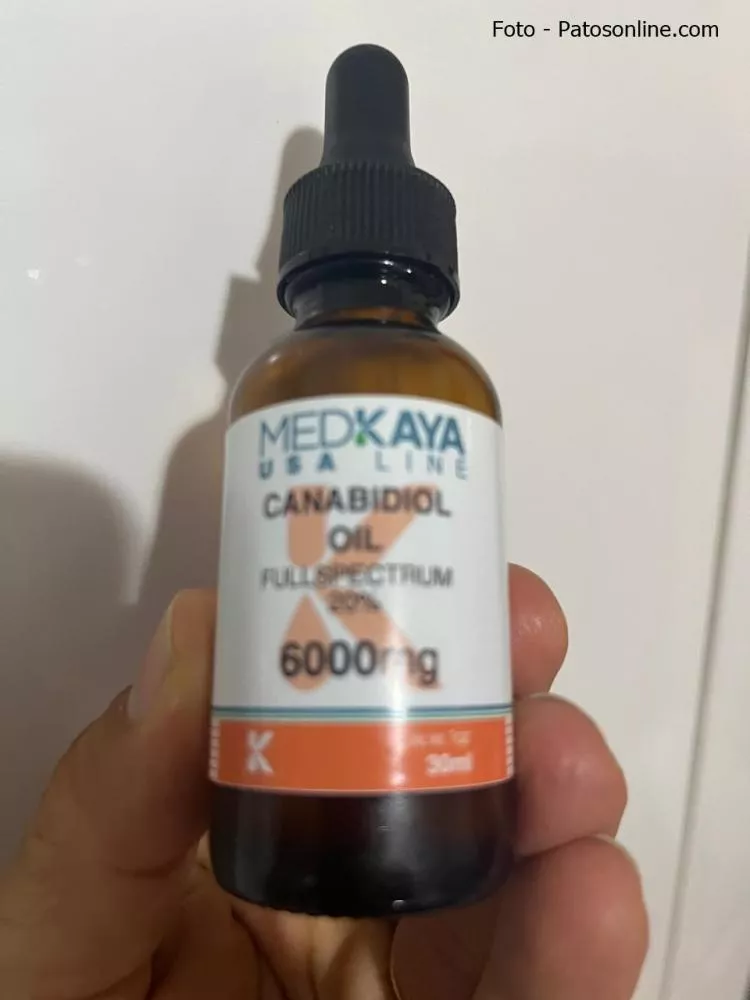 Foto - Patosonline.com
MEDKAYA
USA LINE
CANABIDIOL
OIL
FULLSPECTRUM
20%
6000mg
K
30ml